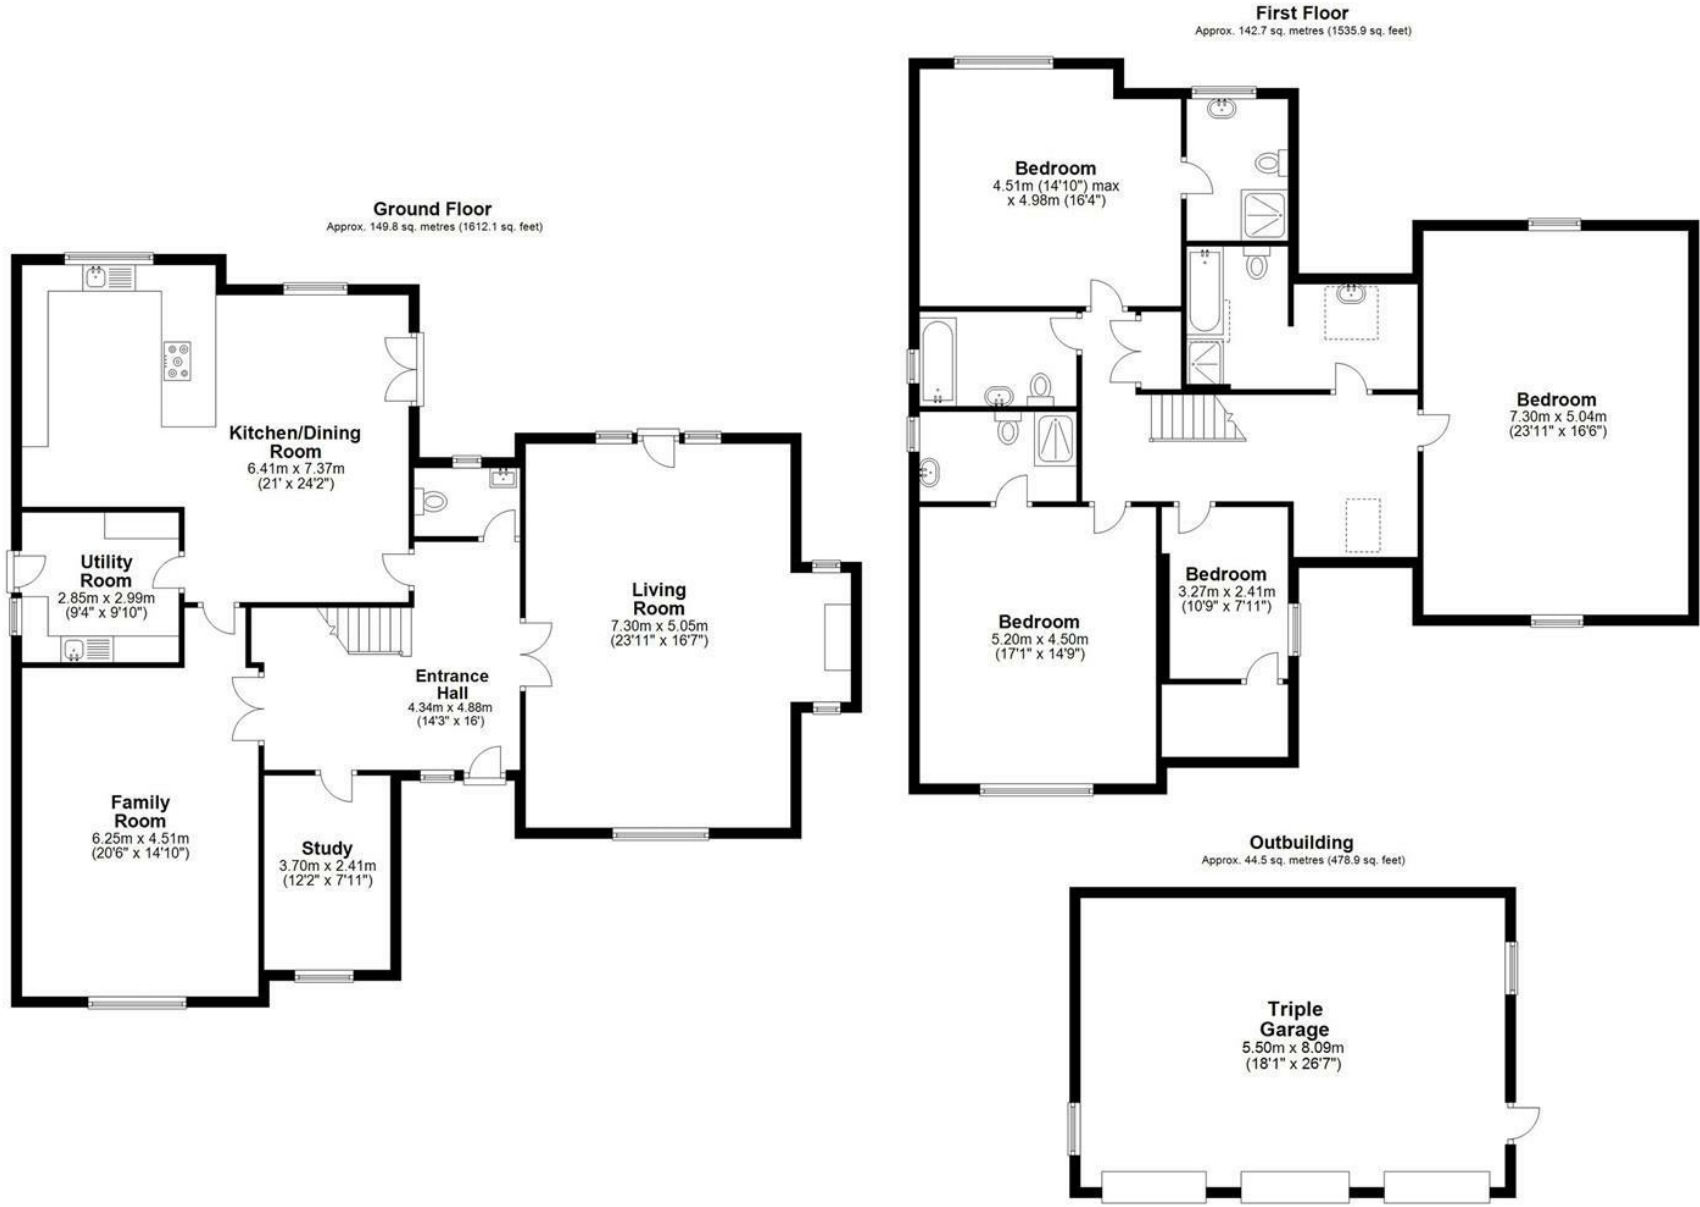 Ground Floor
Approx. 149.8 sq. metres (1612.1 sq. feet)
Kitchen/Dining
Room
6.41m x 7.37m
(21' x 24'2")
Utility
Room
2.85m x 2.99m
(9'4" x 9'10")
Living
Room
7.30m x 5.05m
(23'11" x 16'7")
Entrance
Hall
4.34m x 4.88m
(14'3" x 16')
Family
Room
6.25m x 4.51m
(20'6" x 14'10")
Study
3.70m x 2.41m
(12'2" x 7'11")
First Floor
Approx. 142.7 sq. metres (1535.9 sq. feet)
Bedroom
4.51m (14'10") max
x 4.98m (16'4")
Bedroom
7.30m x 5.04m
(23'11" x 16'6")
Bedroom
3.27m x 2.41m
(10'9" x 7'11")
Bedroom
5.20m x 4.50m
(17'1" x 14'9")
Outbuilding
Approx. 44.5 sq. metres (478.9 sq. feet)
Triple
Garage
5.50m x 8.09m
(18'1" x 26'7")